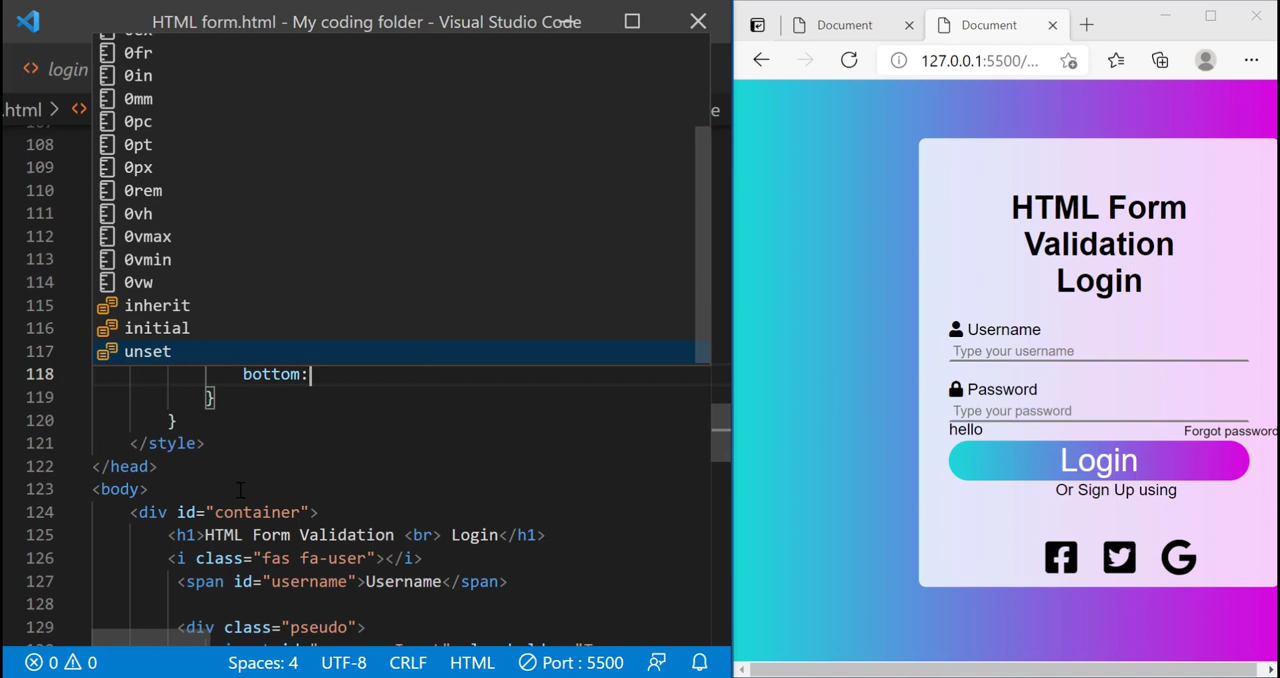 HTML form.html - My coding folder - Visual Studio Code
login
.html
e
0fr
0in
0mm
0pc
0pt
0px
0rem
0vh
0vmax
0vmin
0vw
inherit
initial
unset
108
109
110
111
112
113
114
115
116
117
118 bottom:
119 }
120 }
121 </style>
122 </head>
123 <body>
124 <div id="container">
125 <h1>HTML Form Validation <br> Login</h1>
126 <i class="fas fa-user"></i>
127 <span id="username">Username</span>
128
129 <div class="pseudo">
0 0 Spaces: 4 UTF-8 CRLF HTML Port : 5500
Document Document
127.0.0.1:5500/...
HTML Form
Validation
Login
Username
Type your username
Password
Type your password
hello Forgot password
Login
Or Sign Up using